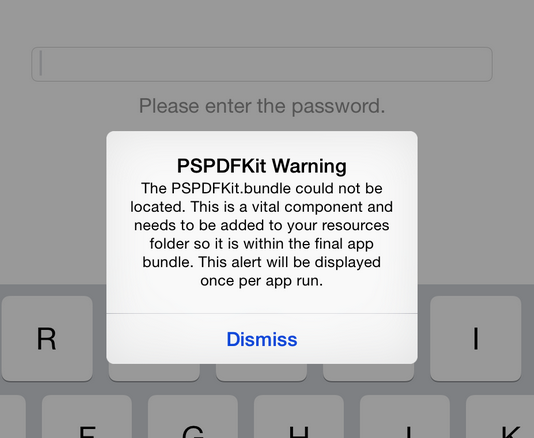 Please enter the password.
PSPDFKit Warning
The PSPDFKit.bundle could not be
located. This is a vital component and
needs to be added to your resources
folder so it is within the final app
bundle. This alert will be displayed
once per app run.
Dismiss
R I
F G H J K